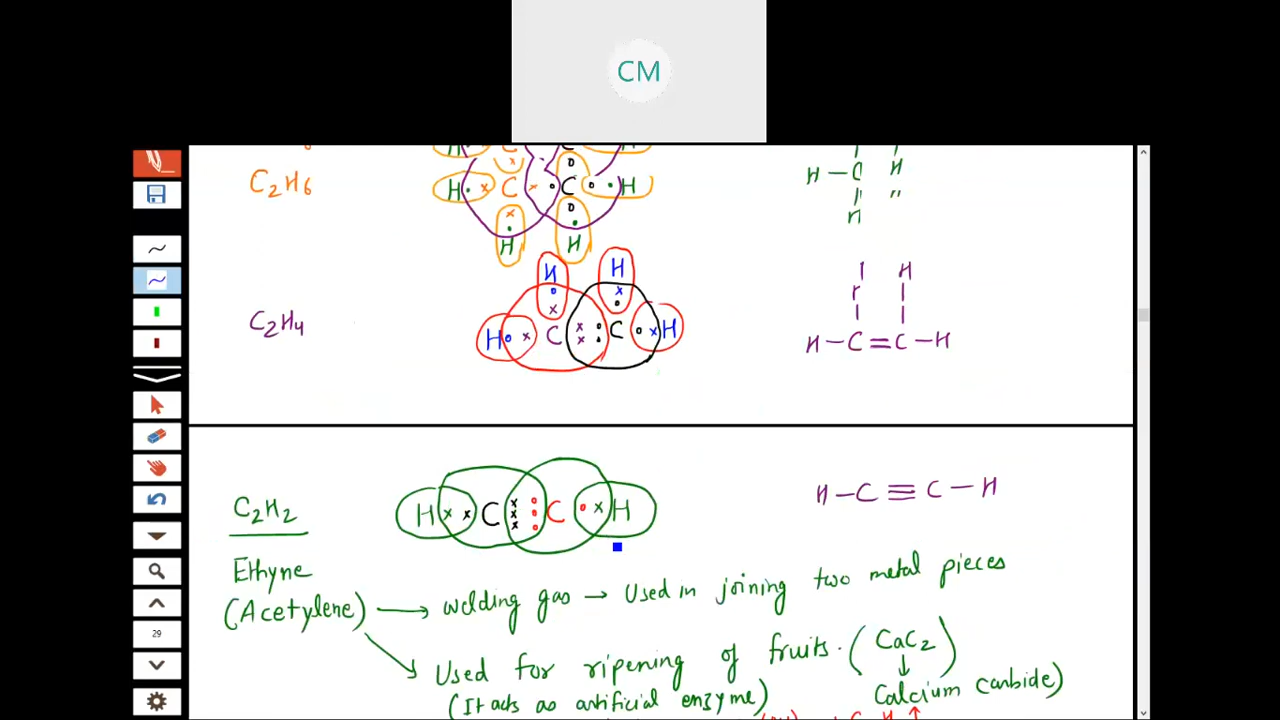 CM
C2H6
H C C H
H H
H - C H
H H
C2H4 H C C H
H
H - C = C - H
29
C2H2
H C C H
H - C ≡ C - H
Ethyne
(Acetylene) → welding gas → Used in joining two metal pieces
Used for ripening of fruits. (CaC2
(It acts as artificial enzyme)
Calcium carbide)